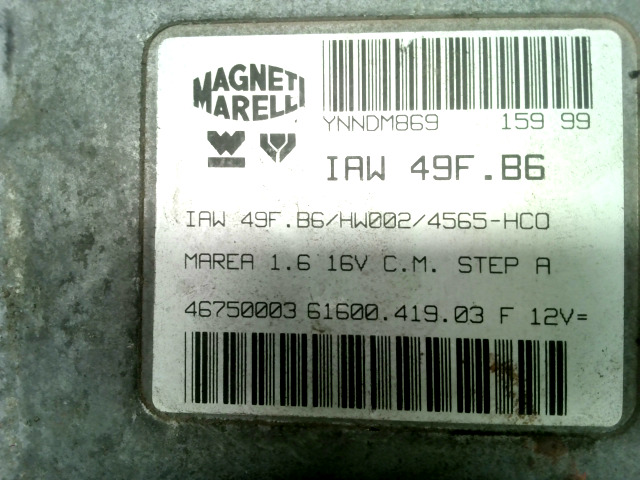 MAGNETI
MARELLI
YNNDM869 159 99
IAW 49F.B6
IAW 49F.B6/HW002/4565-HCO
MAREA 1.6 16V C.M. STEP A
46750003 61600.419.03 F 12V=